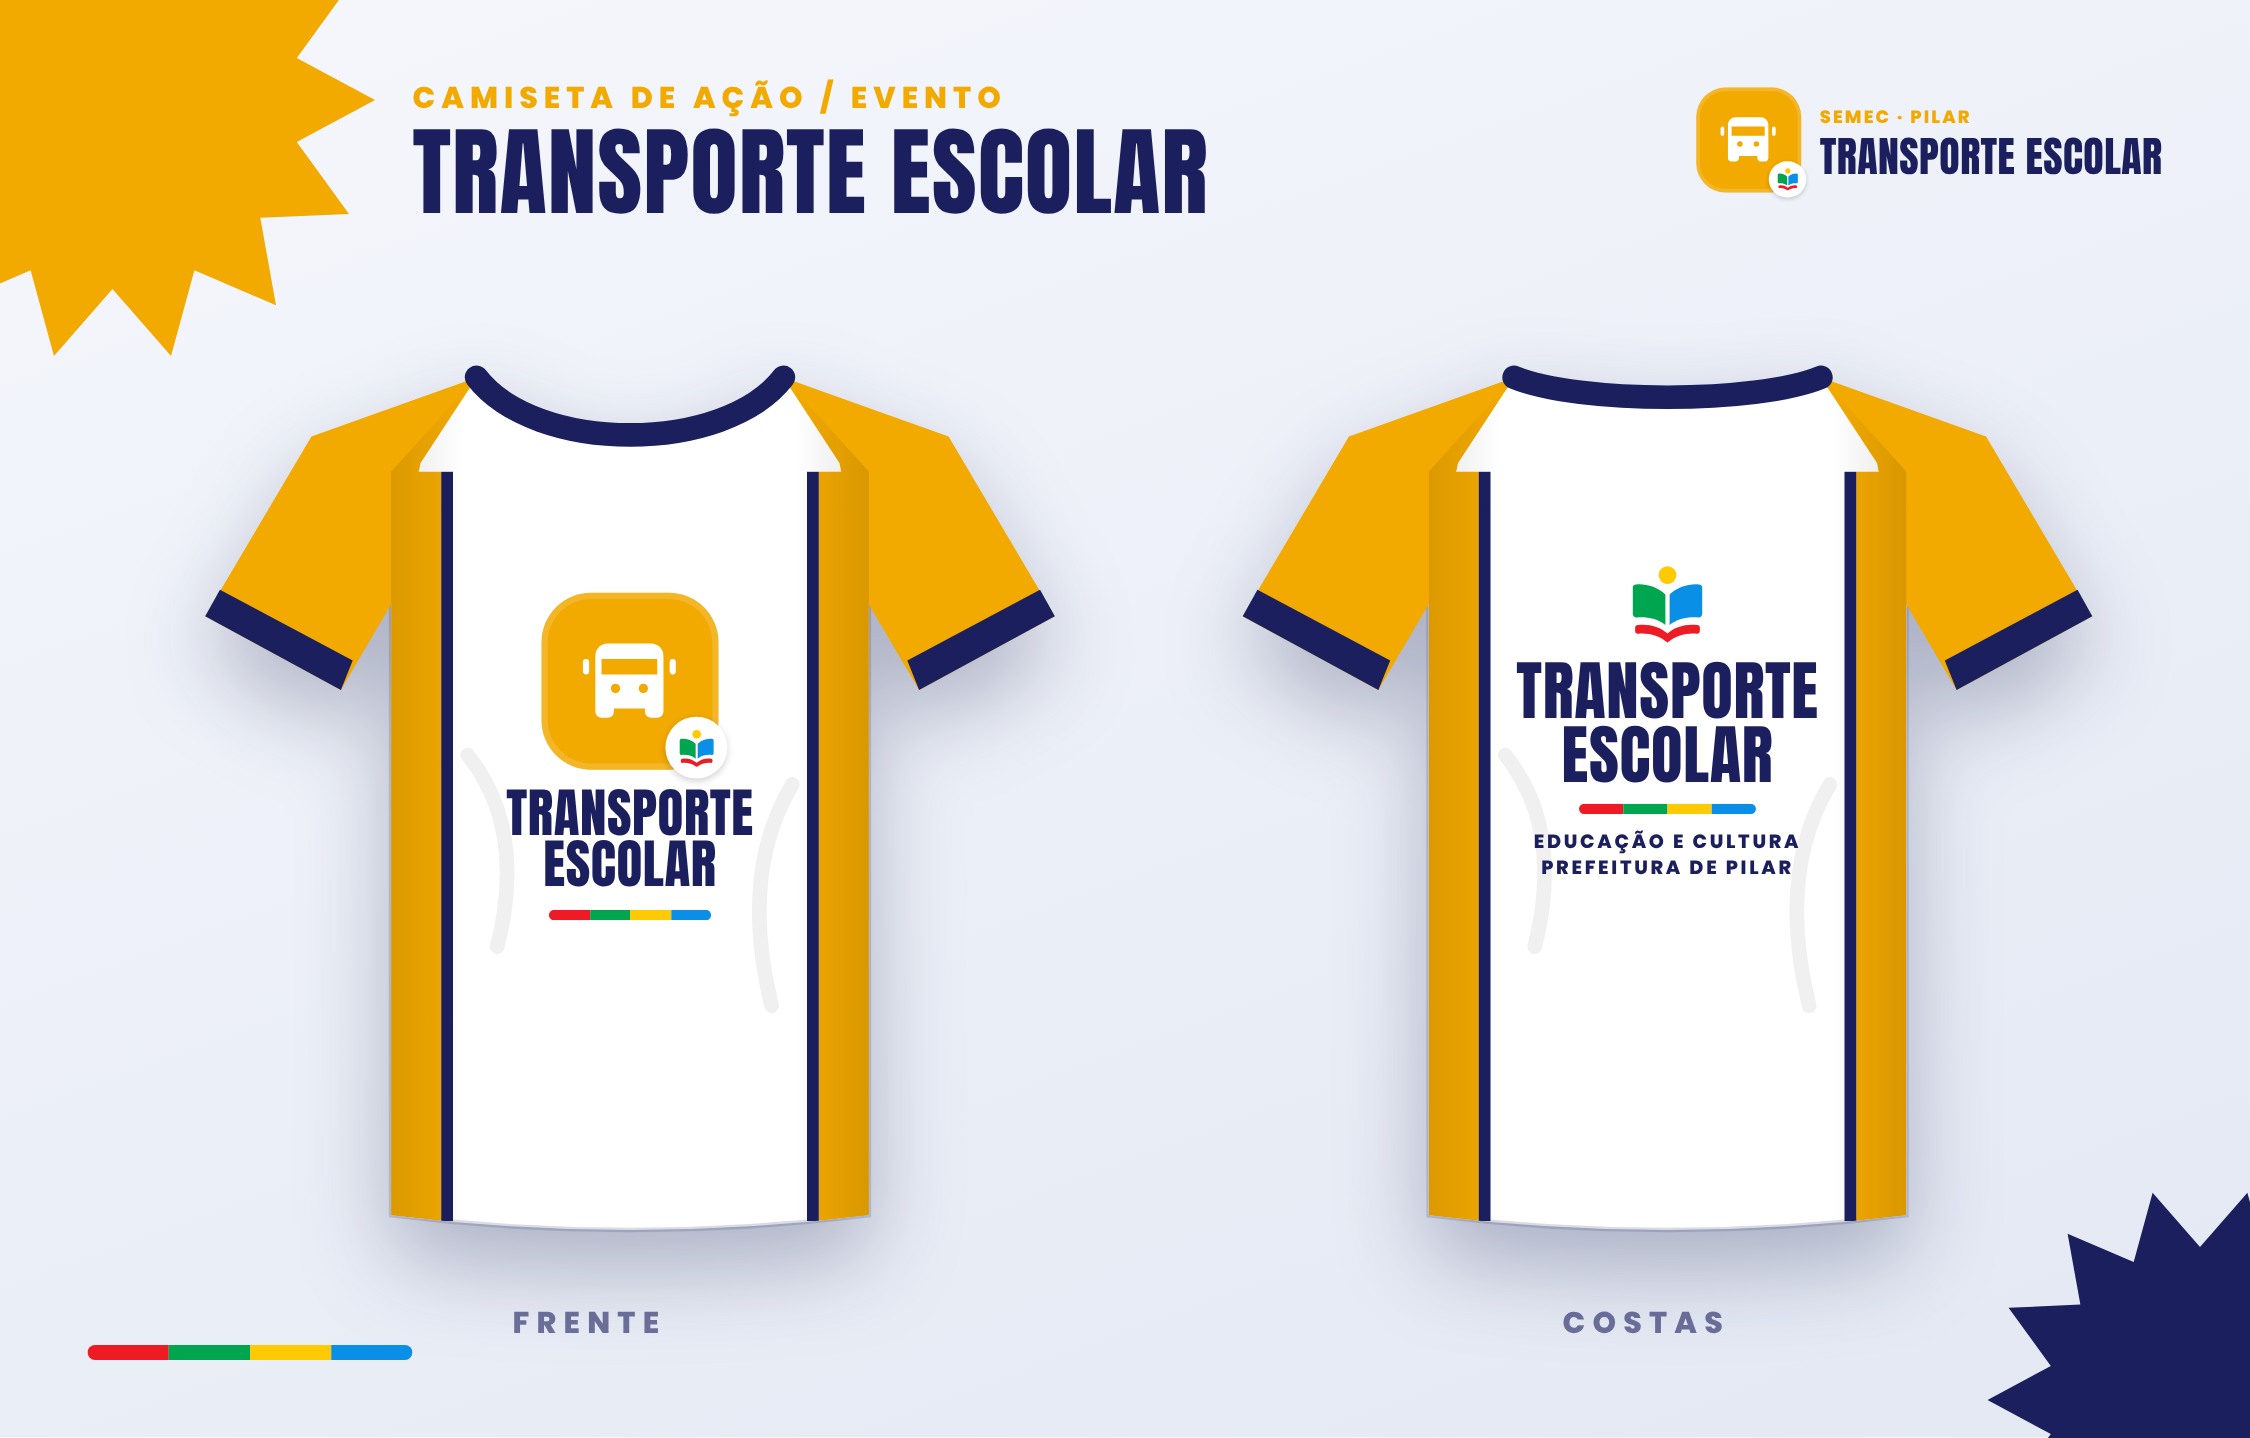 CAMISETA DE AÇÃO / EVENTO
TRANSPORTE ESCOLAR
SEMEC · PILAR
TRANSPORTE ESCOLAR
TRANSPORTE
ESCOLAR
TRANSPORTE
ESCOLAR
EDUCAÇÃO E CULTURA
PREFEITURA DE PILAR
FRENTE
COSTAS